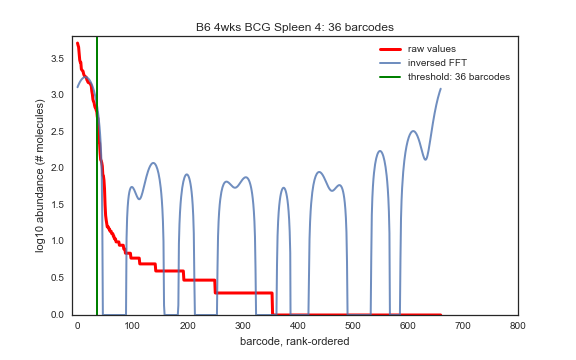 B6 4wks BCG Spleen 4: 36 barcodes
raw values
inversed FFT
threshold: 36 barcodes
log10 abundance (# molecules)
3.5
3.0
2.5
2.0
1.5
1.0
0.5
0.0
0 100 200 300 400 500 600 700 800
barcode, rank-ordered